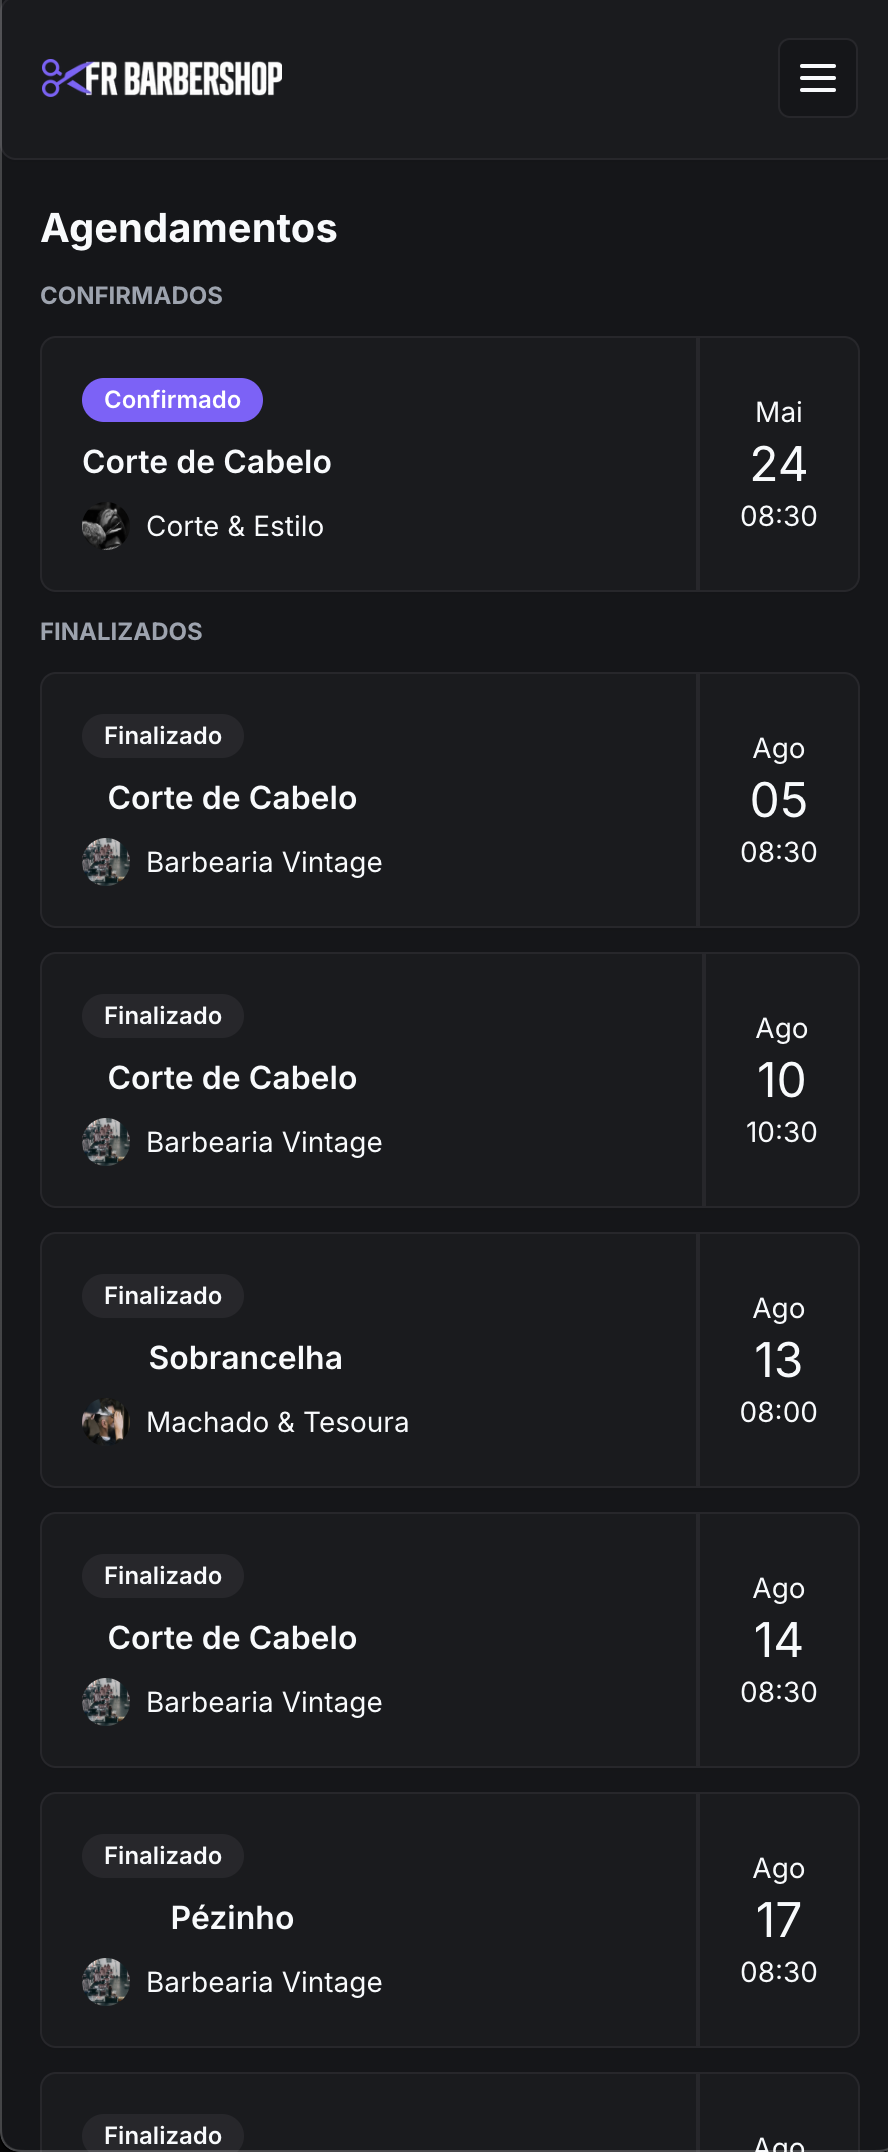 FR BARBERSHOP
Agendamentos
CONFIRMADOS
Confirmado
Corte de Cabelo
Corte & Estilo
Mai
24
08:30
FINALIZADOS
Finalizado
Corte de Cabelo
Barbearia Vintage
Ago
05
08:30
Finalizado
Corte de Cabelo
Barbearia Vintage
Ago
10
10:30
Finalizado
Sobrancelha
Machado & Tesoura
Ago
13
08:00
Finalizado
Corte de Cabelo
Barbearia Vintage
Ago
14
08:30
Finalizado
Pézinho
Barbearia Vintage
Ago
17
08:30
Finalizado
Ago